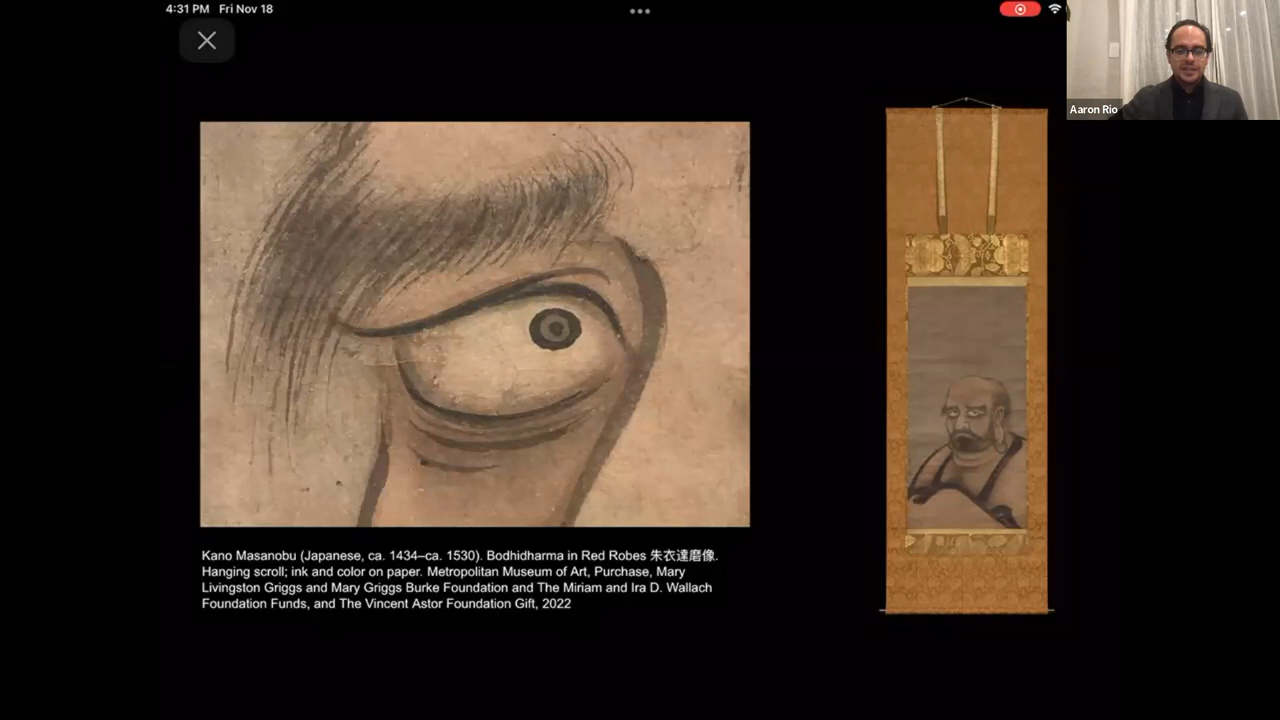 4:31 PM Fri Nov 18
Aaron Rio
Kano Masanobu (Japanese, ca. 1434–ca. 1530). Bodhidharma in Red Robes 朱衣達磨像.
Hanging scroll; ink and color on paper. Metropolitan Museum of Art, Purchase, Mary
Livingston Griggs and Mary Griggs Burke Foundation and The Miriam and Ira D. Wallach
Foundation Funds, and The Vincent Astor Foundation Gift, 2022